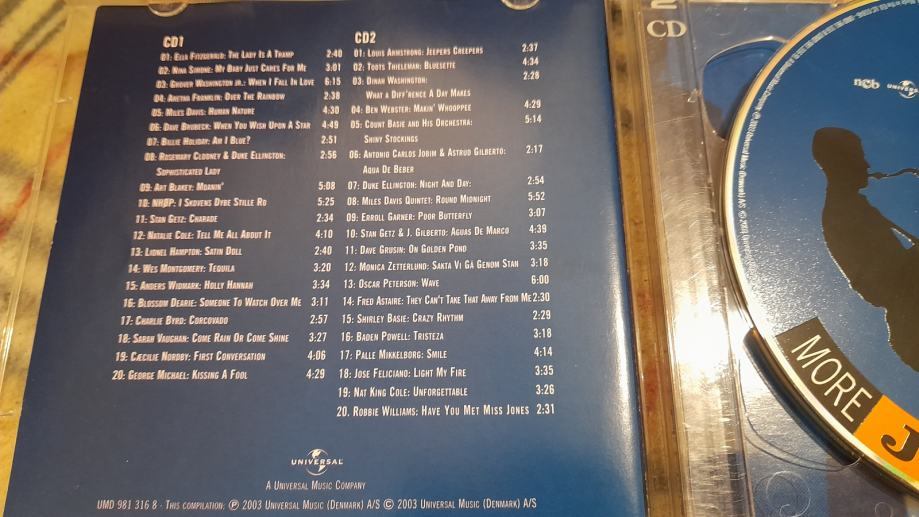 CD1
01: Ella Fitzgerald: The Lady Is A Tramp 2:40
02: Nina Simone: My Baby Just Cares For Me 3:01
03: Grover Washington Jr.: When I Fall In Love 6:15
04: Aretha Franklin: Over The Rainbow 2:38
05: Miles Davis: Human Nature 4:30
06: Dave Brubeck: When You Wish Upon A Star 4:49
07: Billie Holiday: Am I Blue? 2:51
08: Rosemary Clooney & Duke Ellington: 2:56
Sophisticated Lady
09: Art Blakey: Moanin' 5:08
10: NHØP: I Skovens Dybe Stille Ro 5:25
11: Stan Getz: Charade 2:34
12: Natalie Cole: Tell Me All About It 4:10
13: Lionel Hampton: Satin Doll 2:40
14: Wes Montgomery: Tequila 3:20
15: Anders Widmark: Holly Hannah 3:34
16: Blossom Dearie: Someone To Watch Over Me 3:11
17: Charlie Byrd: Corcovado 2:57
18: Sarah Vaughan: Come Rain Or Come Shine 3:27
19: Cæcilie Norby: First Conversation 4:06
20: George Michael: Kissing A Fool 4:29
CD2
01: Louis Armstrong: Jeepers Creepers 2:37
02: Toots Thieleman: Bluesette 4:34
03: Dinah Washington: 2:28
What A Diff'rence A Day Makes
04: Ben Webster: Makin' Whooppee 4:29
05: Count Basie and His Orchestra: 5:14
Shiny Stockings
06: Antonio Carlos Jobim & Astrud Gilberto: 2:17
Aqua De Beber
07: Duke Ellington: Night And Day: 2:54
08: Miles Davis Quintet: Round Midnight 5:52
09: Erroll Garner: Poor Butterfly 3:07
10: Stan Getz & J. Gilberto: Aguas De Marco 4:39
11: Dave Grusin: On Golden Pond 3:35
12: Monica Zetterlund: Sakta Vi Gå Genom Stan 3:18
13: Oscar Peterson: Wave 6:00
14: Fred Astaire: They Can't Take That Away From Me 2:30
15: Shirley Basie: Crazy Rhythm 2:29
16: Baden Powell: Tristeza 3:18
17: Palle Mikkelborg: Smile 4:14
18: Jose Feliciano: Light My Fire 3:35
19: Nat King Cole: Unforgettable 3:26
20. Robbie Williams: Have You Met Miss Jones 2:31
UNIVERSAL
A Universal Music Company
UMD 981 316 8 · This compilation: ℗ 2003 Universal Music (Denmark) A/S © 2003 Universal Music (Denmark) A/S
2
CD
ncb
MORE
J